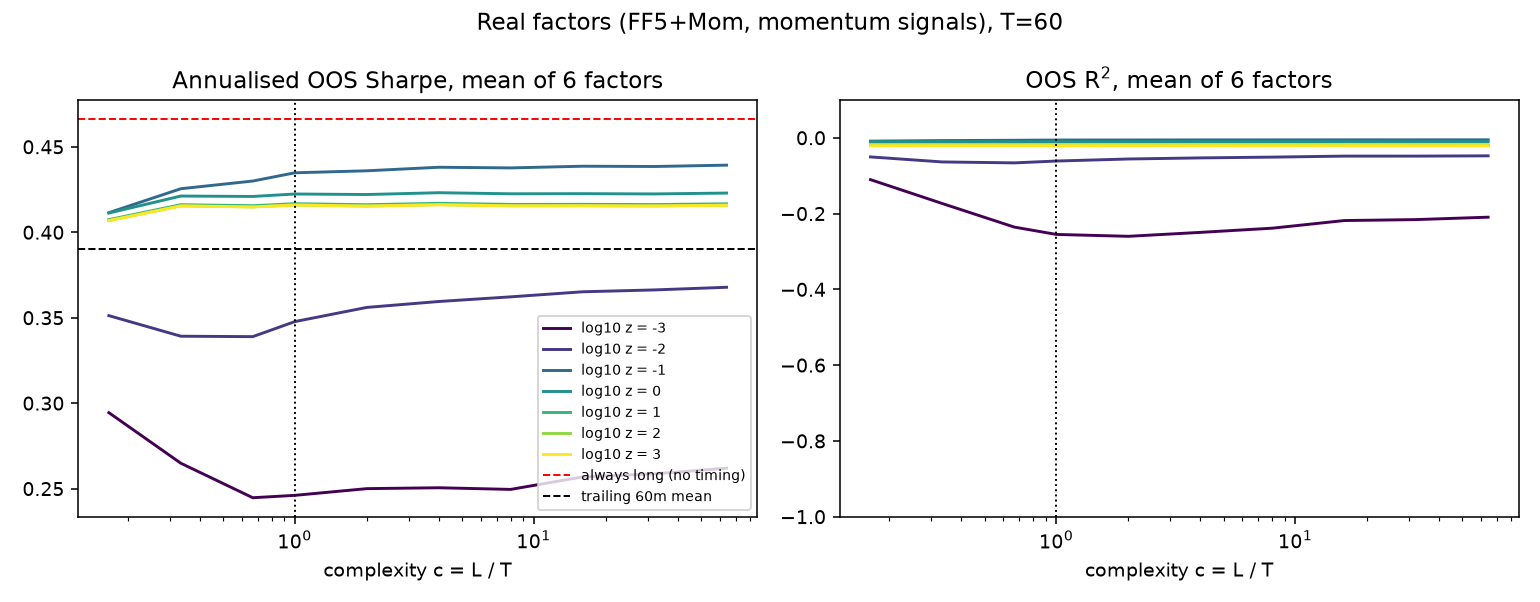 Real factors (FF5+Mom, momentum signals), T=60
Annualised OOS Sharpe, mean of 6 factors
0.45
0.40
0.35
0.30
0.25
10⁰
10¹
complexity c = L / T
log10 z = -3
log10 z = -2
log10 z = -1
log10 z = 0
log10 z = 1
log10 z = 2
log10 z = 3
always long (no timing)
trailing 60m mean
OOS R², mean of 6 factors
0.0
−0.2
−0.4
−0.6
−0.8
−1.0
10⁰
10¹
complexity c = L / T